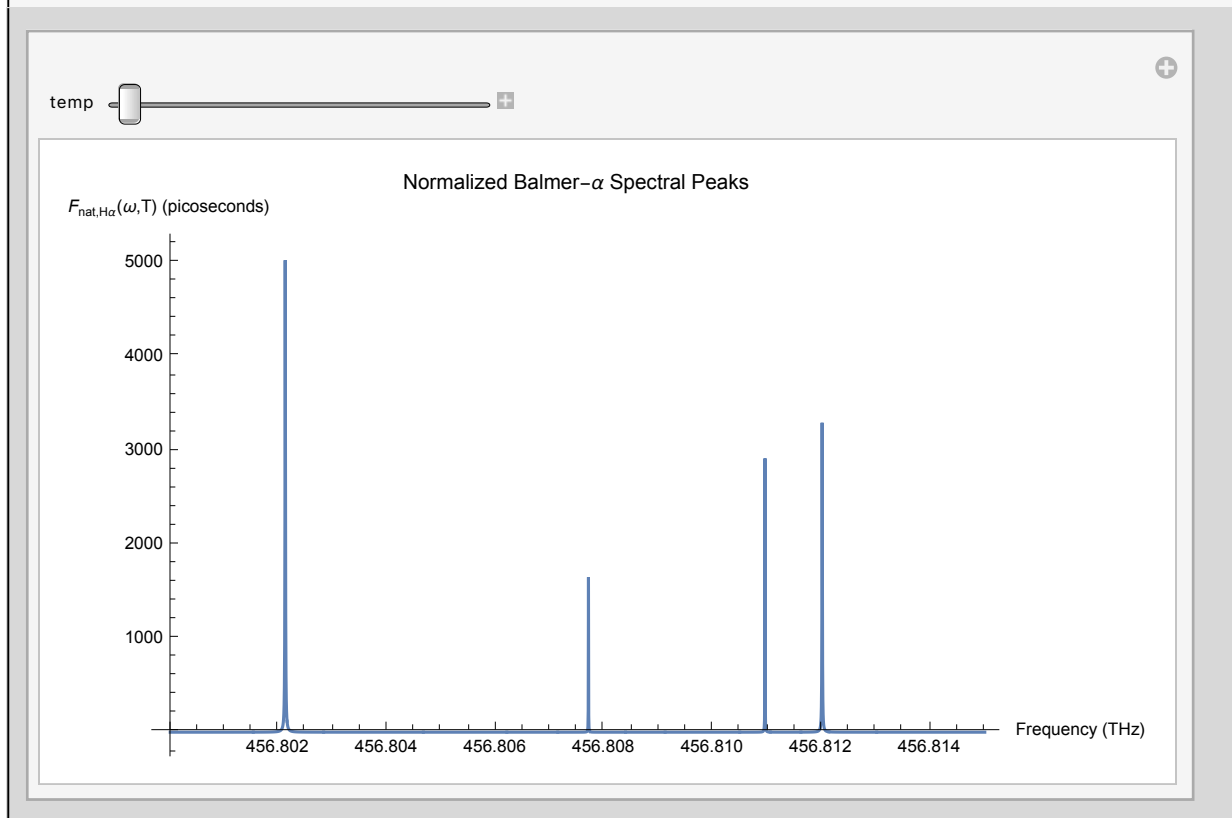 temp
Normalized Balmer-α Spectral Peaks
Fnat,Hα(ω,T) (picoseconds)
5000
4000
3000
2000
1000
456.802 456.804 456.806 456.808 456.810 456.812 456.814
Frequency (THz)